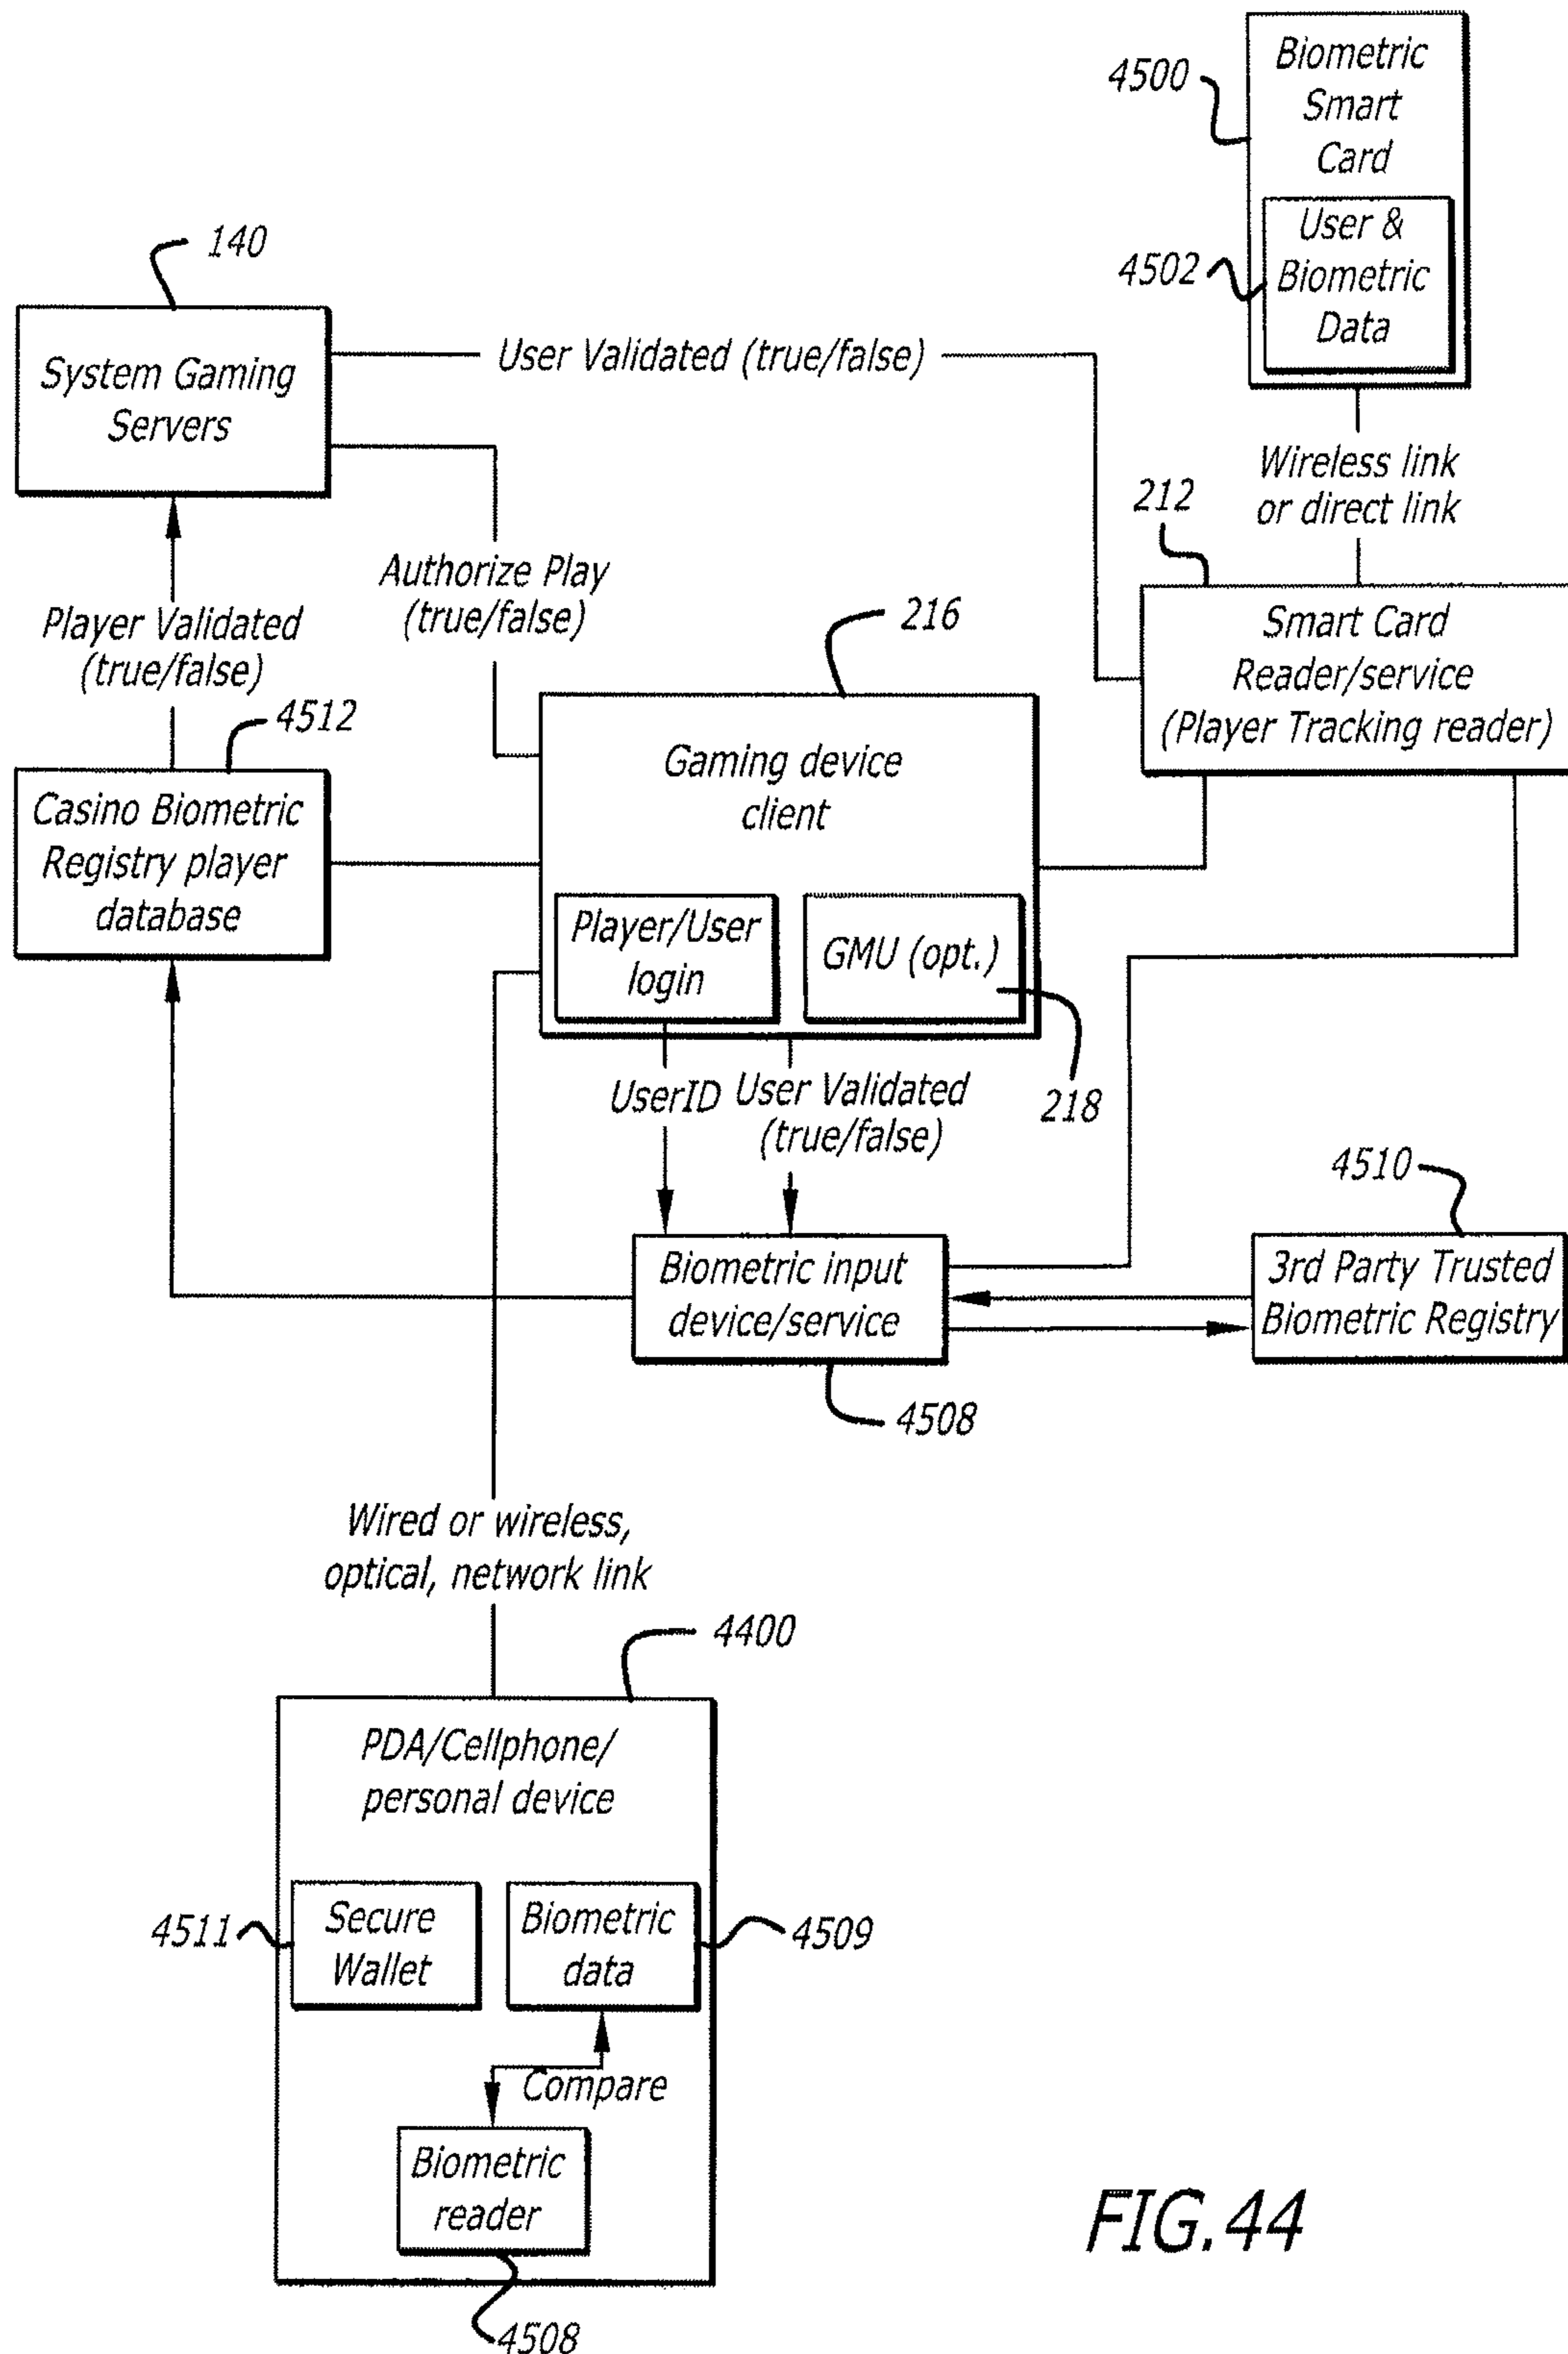 4500
Biometric
Smart
Card
4502
User &
Biometric
Data
140
System Gaming
Servers
User Validated (true/false)
Wireless link
or direct link
212
Authorize Play
(true/false)
Player Validated
(true/false)
216
Smart Card
Reader/service
(Player Tracking reader)
4512
Casino Biometric
Registry player
database
Gaming device
client
Player/User
login
GMU (opt.)
218
UserID
User Validated
(true/false)
4510
Biometric input
device/service
3rd Party Trusted
Biometric Registry
4508
Wired or wireless,
optical, network link
4400
PDA/Cellphone/
personal device
4511
Secure
Wallet
Biometric
data
4509
Compare
Biometric
reader
4508
FIG.44